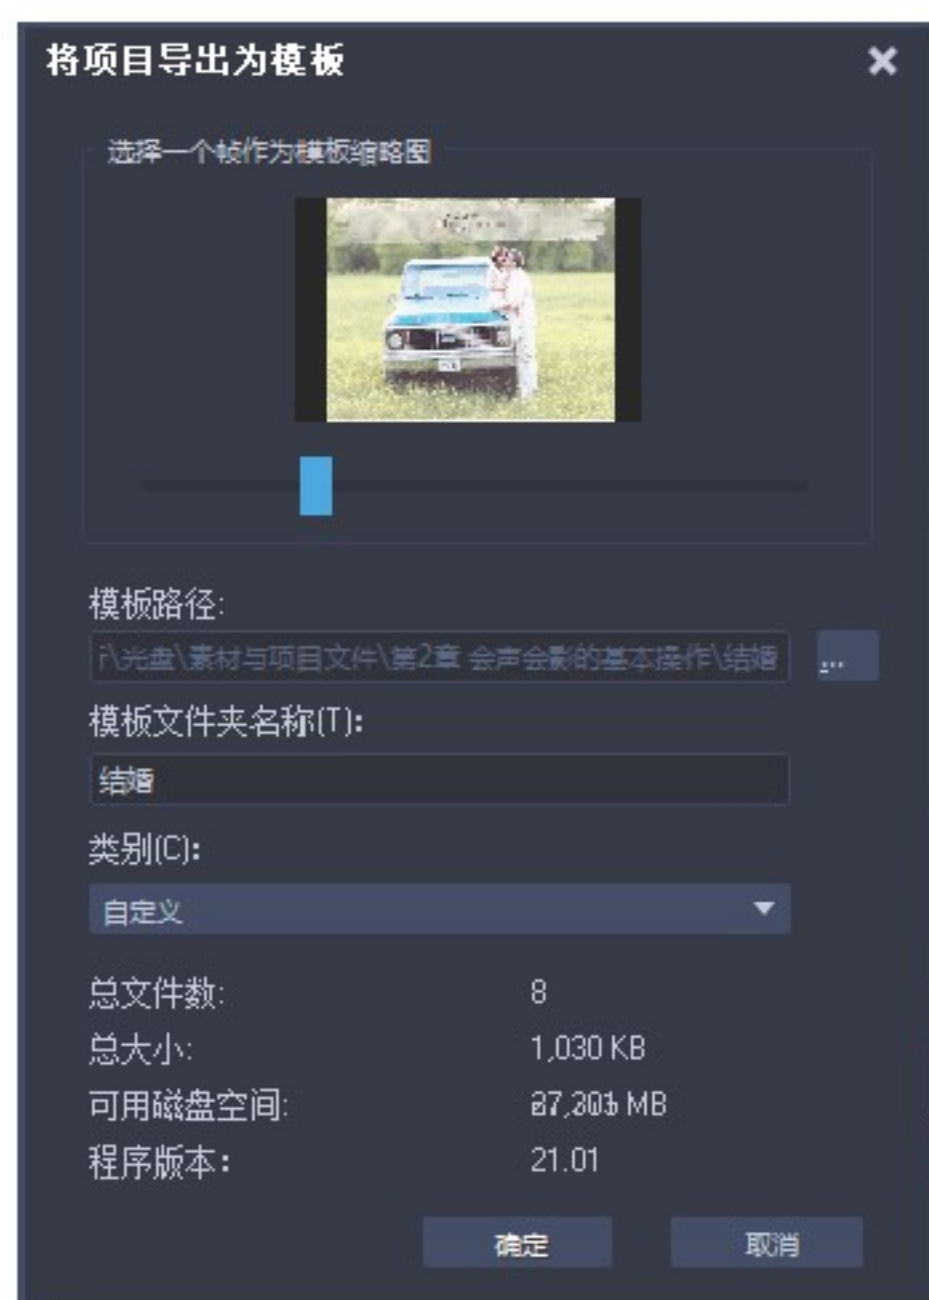 将项目导出为模板
选择一个帧作为模板缩略图
模板路径:
\光盘\素材与项目文件\第2章 会声会影的基本操作\结婚
...
模板文件夹名称(T):
结婚
类别(C):
自定义
总文件数: 8
总大小: 1,030 KB
可用磁盘空间: MB
程序版本: 21.01
确定 取消